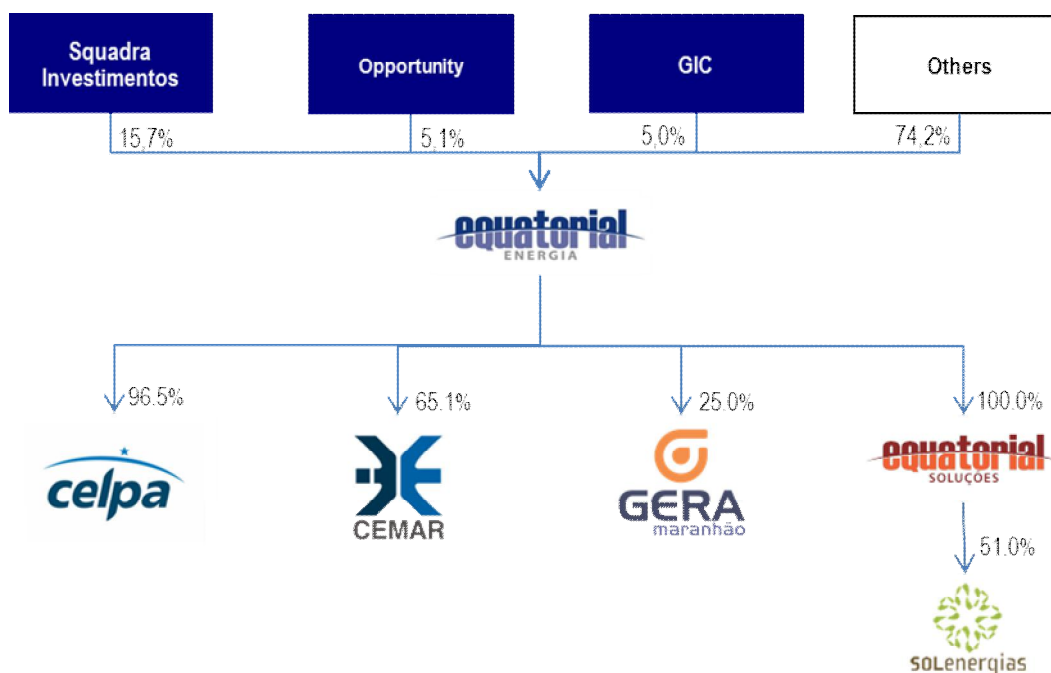 Squadra
Investimentos
Opportunity
GIC
Others
15,7%
5,1%
5,0%
74,2%
equatorial
ENERGIA
96.5%
65.1%
25.0%
100.0%
celpa
CEMAR
GERA
maranhão
equatorial
SOLUÇÕES
51.0%
SOLenergias